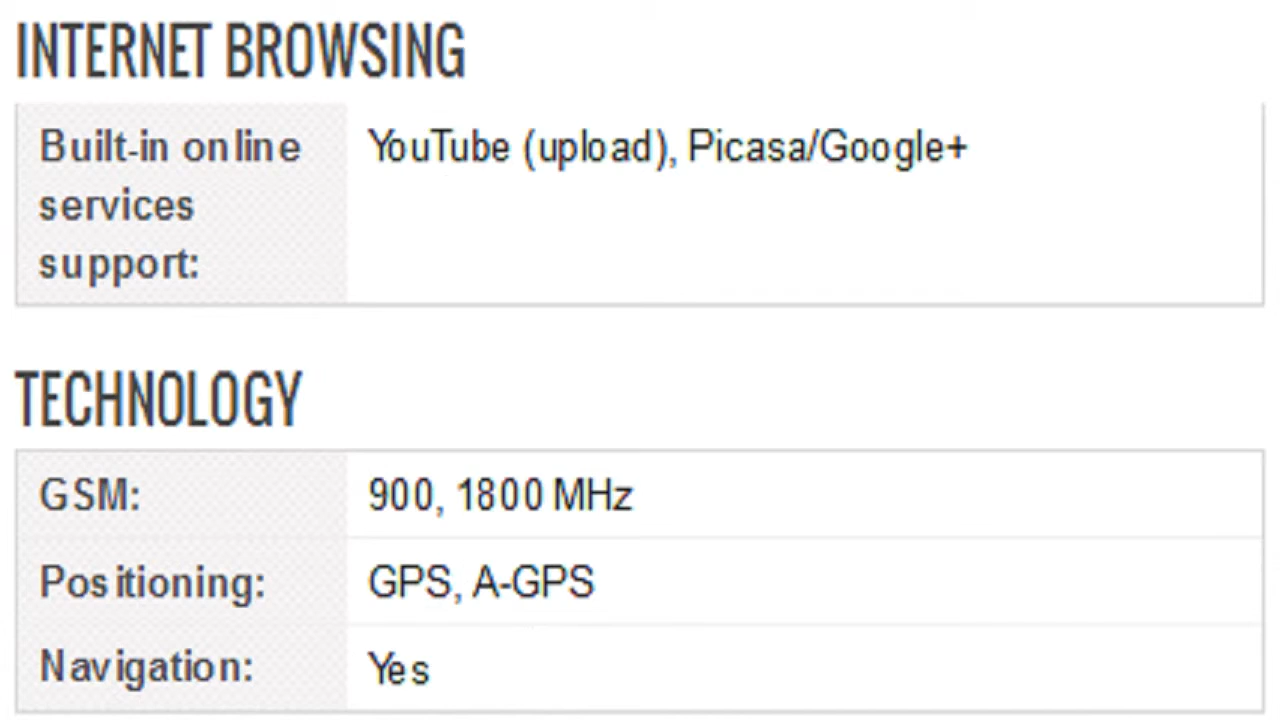 INTERNET BROWSING
Built-in online YouTube (upload), Picasa/Google+
services
support:
TECHNOLOGY
GSM: 900, 1800 MHz
Positioning: GPS, A-GPS
Navigation: Yes